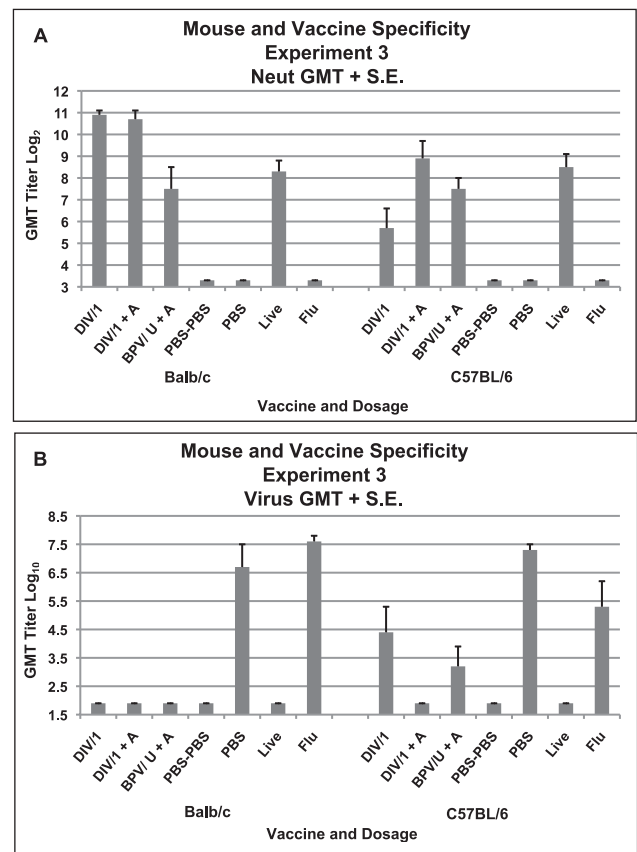 A
Mouse and Vaccine Specificity
Experiment 3
Neut GMT + S.E.
12
11
10
9
8
7
6
5
4
3
GMT Titer Log2
DIV/1
DIV/1 + A
BPV/ U + A
PBS-PBS
PBS
Live
Flu
DIV/1
DIV/1 + A
BPV/U + A
PBS-PBS
PBS
Live
Flu
Balb/c
C57BL/6
Vaccine and Dosage
B
Mouse and Vaccine Specificity
Experiment 3
Virus GMT + S.E.
8.5
7.5
6.5
5.5
4.5
3.5
2.5
1.5
GMT Titer Log10
DIV/1
DIV/1 + A
BPV/ U + A
PBS-PBS
PBS
Live
Flu
DIV/1
DIV/1 + A
BPV/U + A
PBS-PBS
PBS
Live
Flu
Balb/c
C57BL/6
Vaccine and Dosage